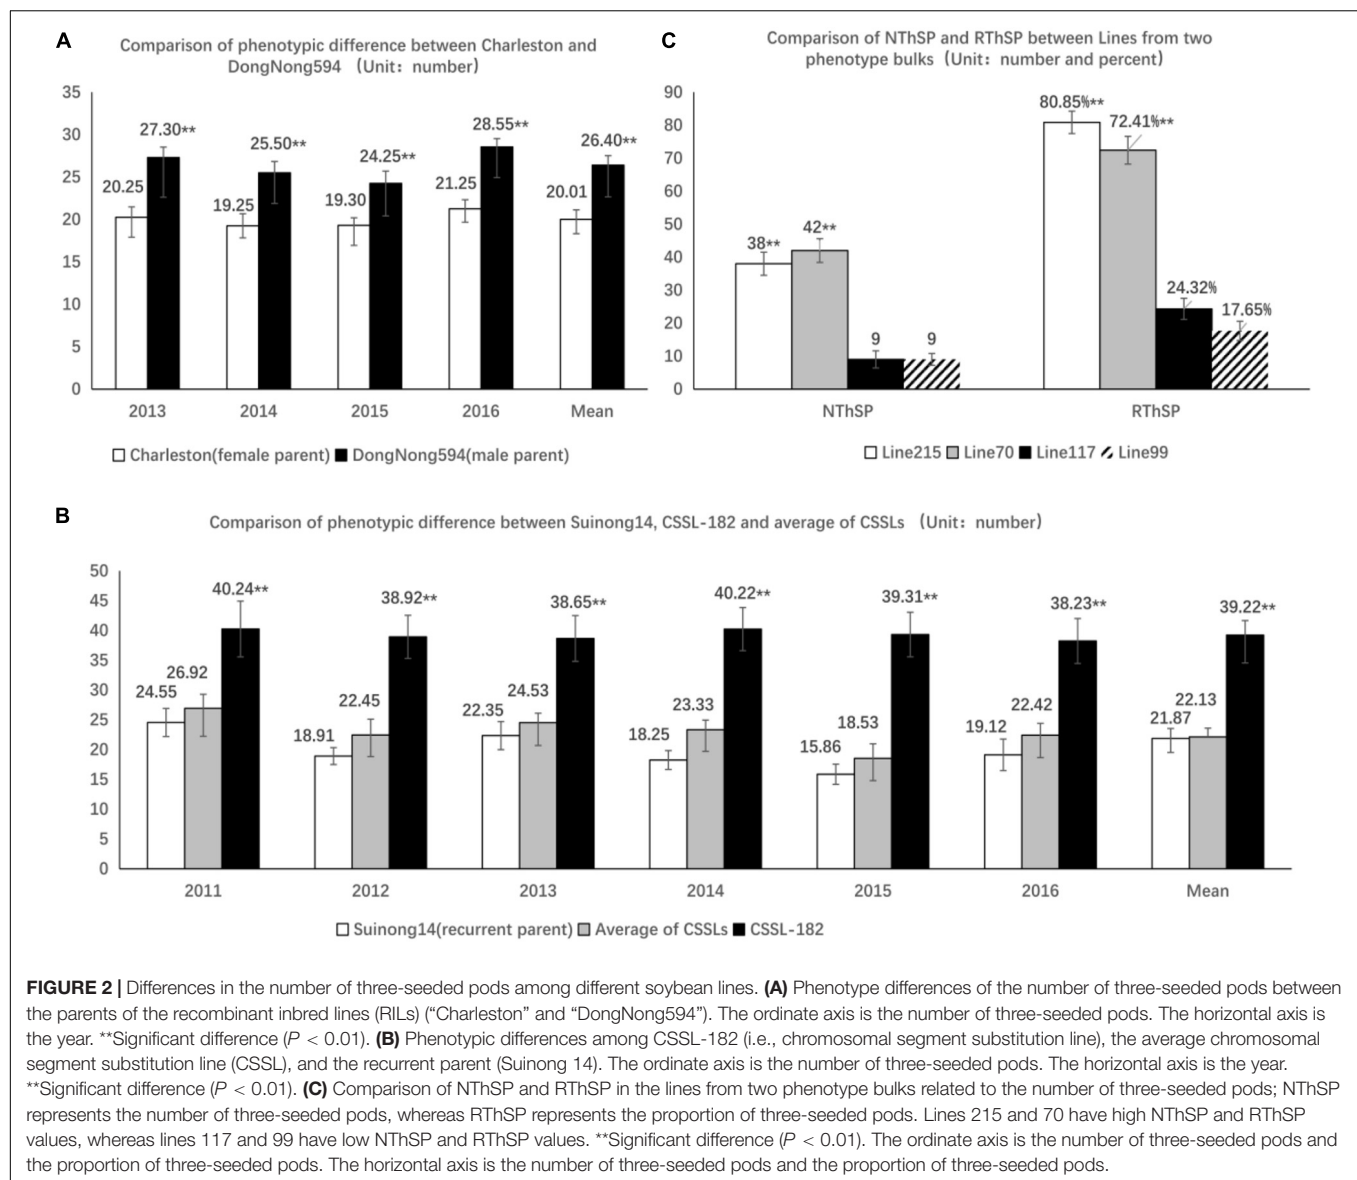 A
Comparison of phenotypic difference between Charleston and
DongNong594 (Unit: number)
35
30
25
20
15
10
5
0
20.25
27.30**
19.25
25.50**
19.30
24.25**
21.25
28.55**
20.01
26.40**
2013
2014
2015
2016
Mean
Charleston(female parent)
DongNong594(male parent)
C
Comparison of NThSP and RThSP between Lines from two
phenotype bulks (Unit: number and percent)
90
80
70
60
50
40
30
20
10
0
38**
42**
9
9
80.85%**
72.41%**
24.32%
17.65%
NThSP
RThSP
Line215
Line70
Line117
Line99
B
Comparison of phenotypic difference between Suinong14, CSSL-182 and average of CSSLs (Unit: number)
50
45
40
35
30
25
20
15
10
5
0
24.55
26.92
40.24**
18.91
22.45
38.92**
22.35
24.53
38.65**
18.25
23.33
40.22**
15.86
18.53
39.31**
19.12
22.42
38.23**
21.87
22.13
39.22**
2011
2012
2013
2014
2015
2016
Mean
Suinong14(recurrent parent)
Average of CSSLs
CSSL-182
FIGURE 2 | Differences in the number of three-seeded pods among different soybean lines. (A) Phenotype differences of the number of three-seeded pods between
the parents of the recombinant inbred lines (RILs) (“Charleston” and “DongNong594”). The ordinate axis is the number of three-seeded pods. The horizontal axis is
the year. **Significant difference (P < 0.01). (B) Phenotypic differences among CSSL-182 (i.e., chromosomal segment substitution line), the average chromosomal
segment substitution line (CSSL), and the recurrent parent (Suinong 14). The ordinate axis is the number of three-seeded pods. The horizontal axis is the year.
**Significant difference (P < 0.01). (C) Comparison of NThSP and RThSP in the lines from two phenotype bulks related to the number of three-seeded pods; NThSP
represents the number of three-seeded pods, whereas RThSP represents the proportion of three-seeded pods. Lines 215 and 70 have high NThSP and RThSP
values, whereas lines 117 and 99 have low NThSP and RThSP values. **Significant difference (P < 0.01). The ordinate axis is the number of three-seeded pods and
the proportion of three-seeded pods. The horizontal axis is the number of three-seeded pods and the proportion of three-seeded pods.